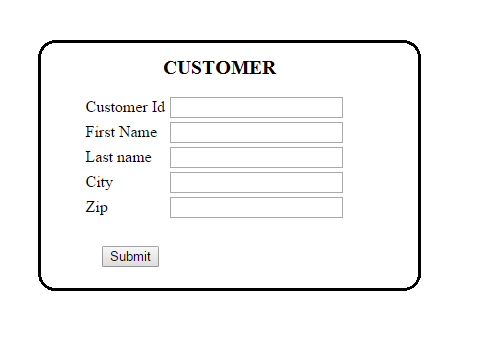 CUSTOMER
Customer Id
First Name
Last name
City
Zip
Submit